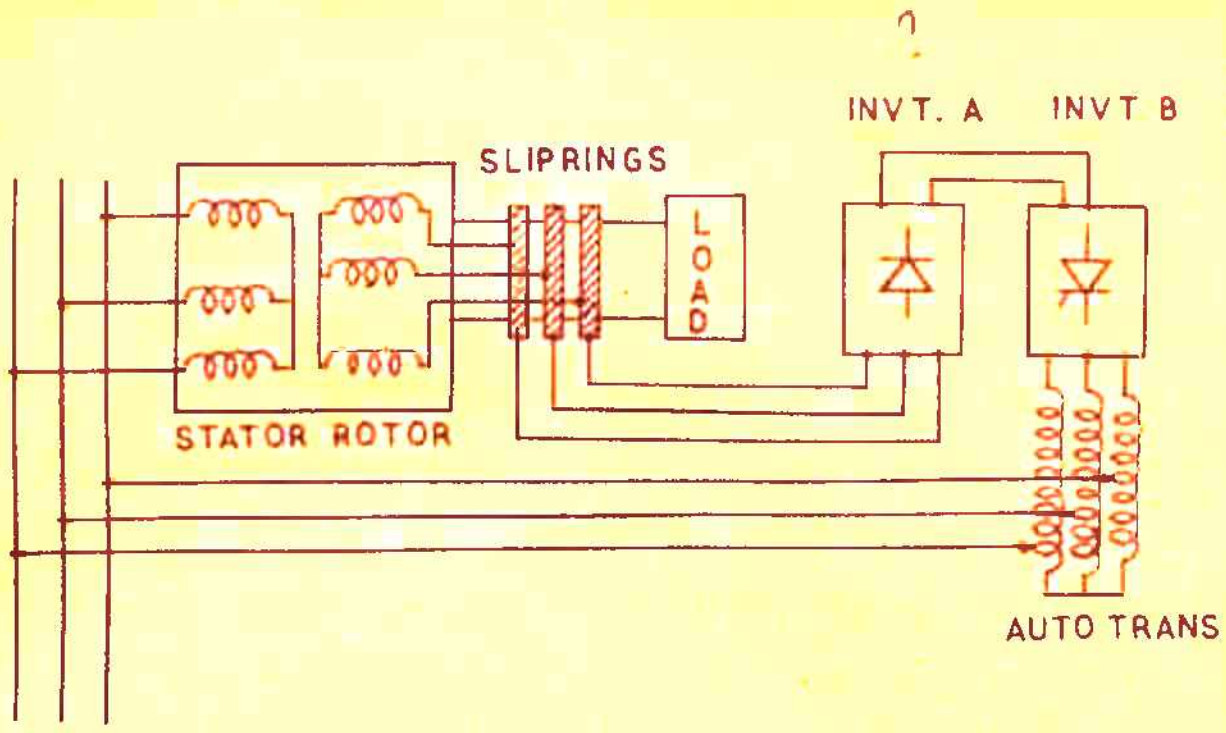 INVT. A
INVT B
SLIPRINGS
LOAD
STATOR ROTOR
AUTO TRANS